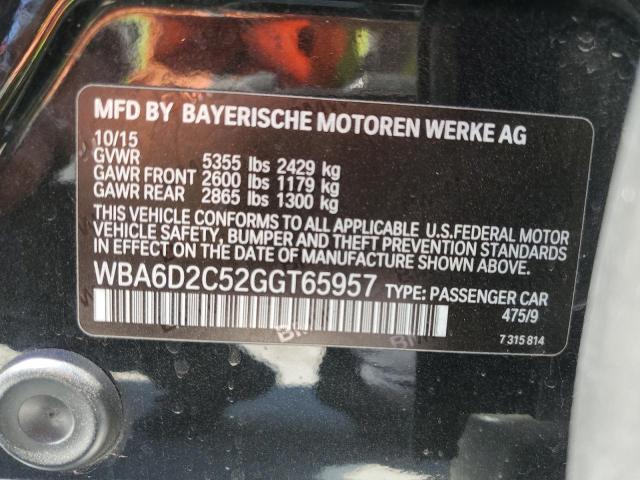 MFD BY BAYERISCHE MOTOREN WERKE AG
10/15
GVWR 5355 lbs 2429 kg
GAWR FRONT 2600 lbs 1179 kg
GAWR REAR 2865 lbs 1300 kg
THIS VEHICLE CONFORMS TO ALL APPLICABLE U.S.FEDERAL MOTOR
VEHICLE SAFETY, BUMPER AND THEFT PREVENTION STANDARDS
IN EFFECT ON THE DATE OF MANUFACTURE SHOWN ABOVE.
WBA6D2C52GGT65957 TYPE: PASSENGER CAR
475/9
7 315 814